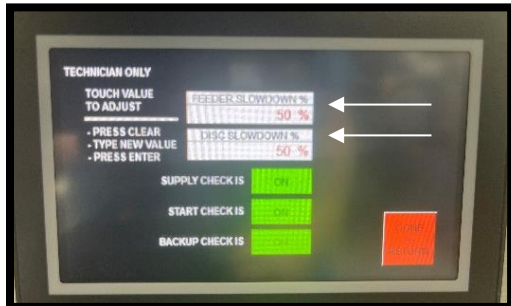 TECHNICIAN ONLY
TOUCH VALUE
TO ADJUST
FEEDER SLOWDOWN %
50 %
- PRESS CLEAR
- TYPE NEW VALUE
- PRESS ENTER
DISC SLOWDOWN %
50 %
SUPPLY CHECK IS ON
START CHECK IS ON
BACKUP CHECK IS ON
RETURN